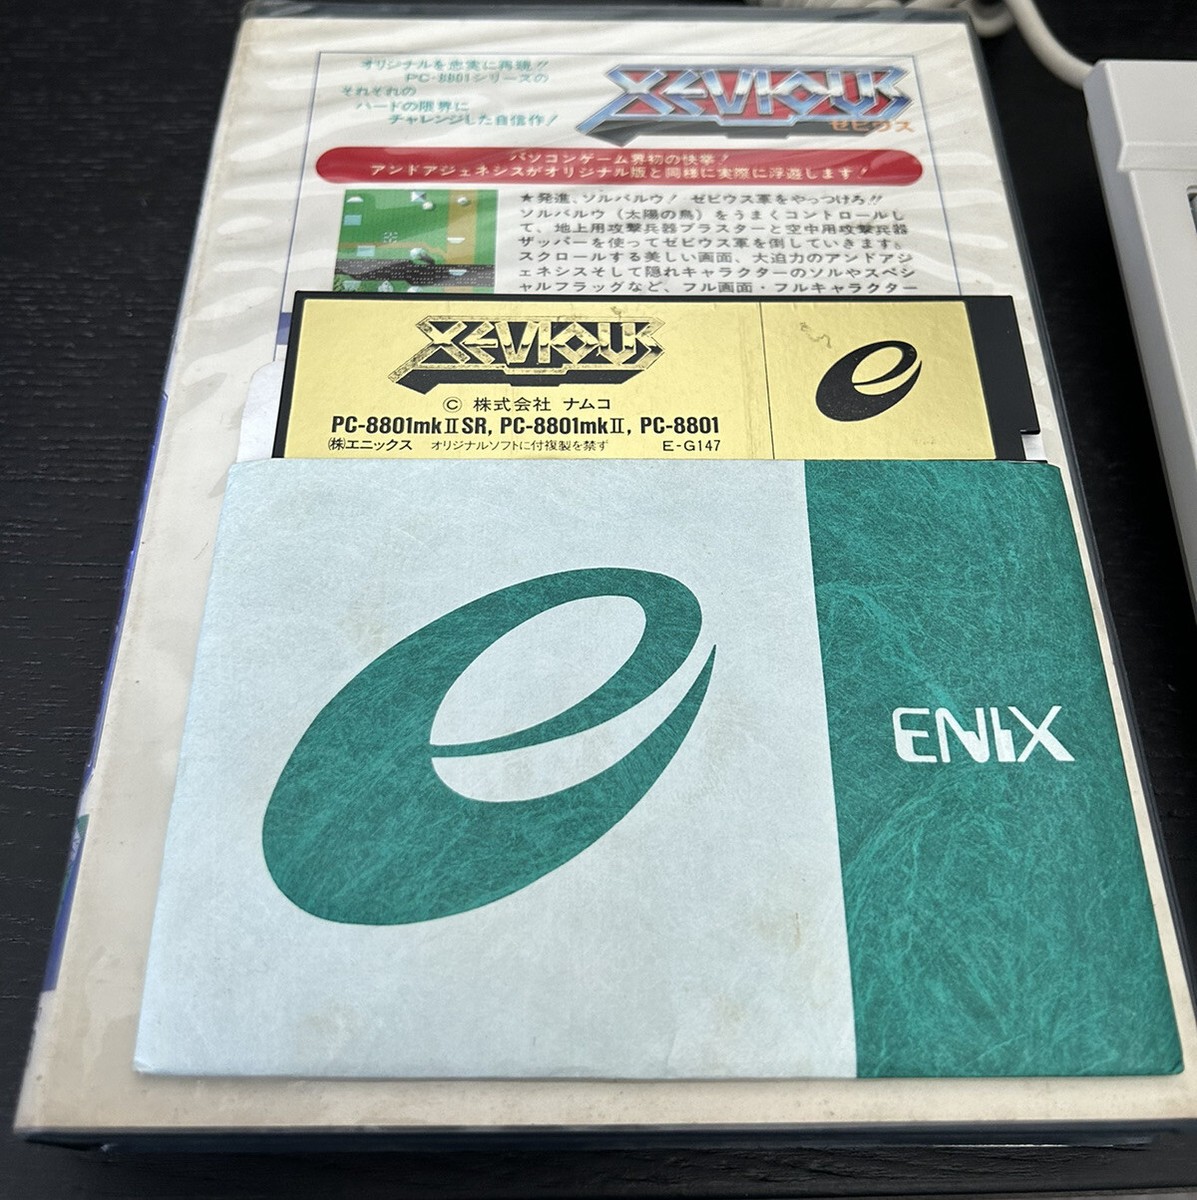 オリジナルを忠実に再現!!
PC-8801シリーズの
それぞれの
ハードの限界に
チャレンジした自信作!
XEVIOUS
ゼビウス
パソコンゲーム界初の快挙!
アンドアジェネシスがオリジナル版と同様に実際に浮遊します!
★発進、ソルバルウ! ゼビウス軍をやっつけろ!!
ソルバルウ(太陽の鳥)をうまくコントロールし
て、地上用攻撃兵器ブラスターと空中用攻撃兵器
ザッパーを使ってゼビウス軍を倒していきます。
スクロールする美しい画面、大迫力のアンドアジ
ェネシスそして隠れキャラクターのソルやスペシ
ャルフラッグなど、フル画面・フルキャラクター
XEVIOUS
© 株式会社 ナムコ
PC-8801mkⅡSR, PC-8801mkⅡ, PC-8801
(株)エニックス オリジナルソフトに付複製を禁ず E-G147
e
e
ENIX